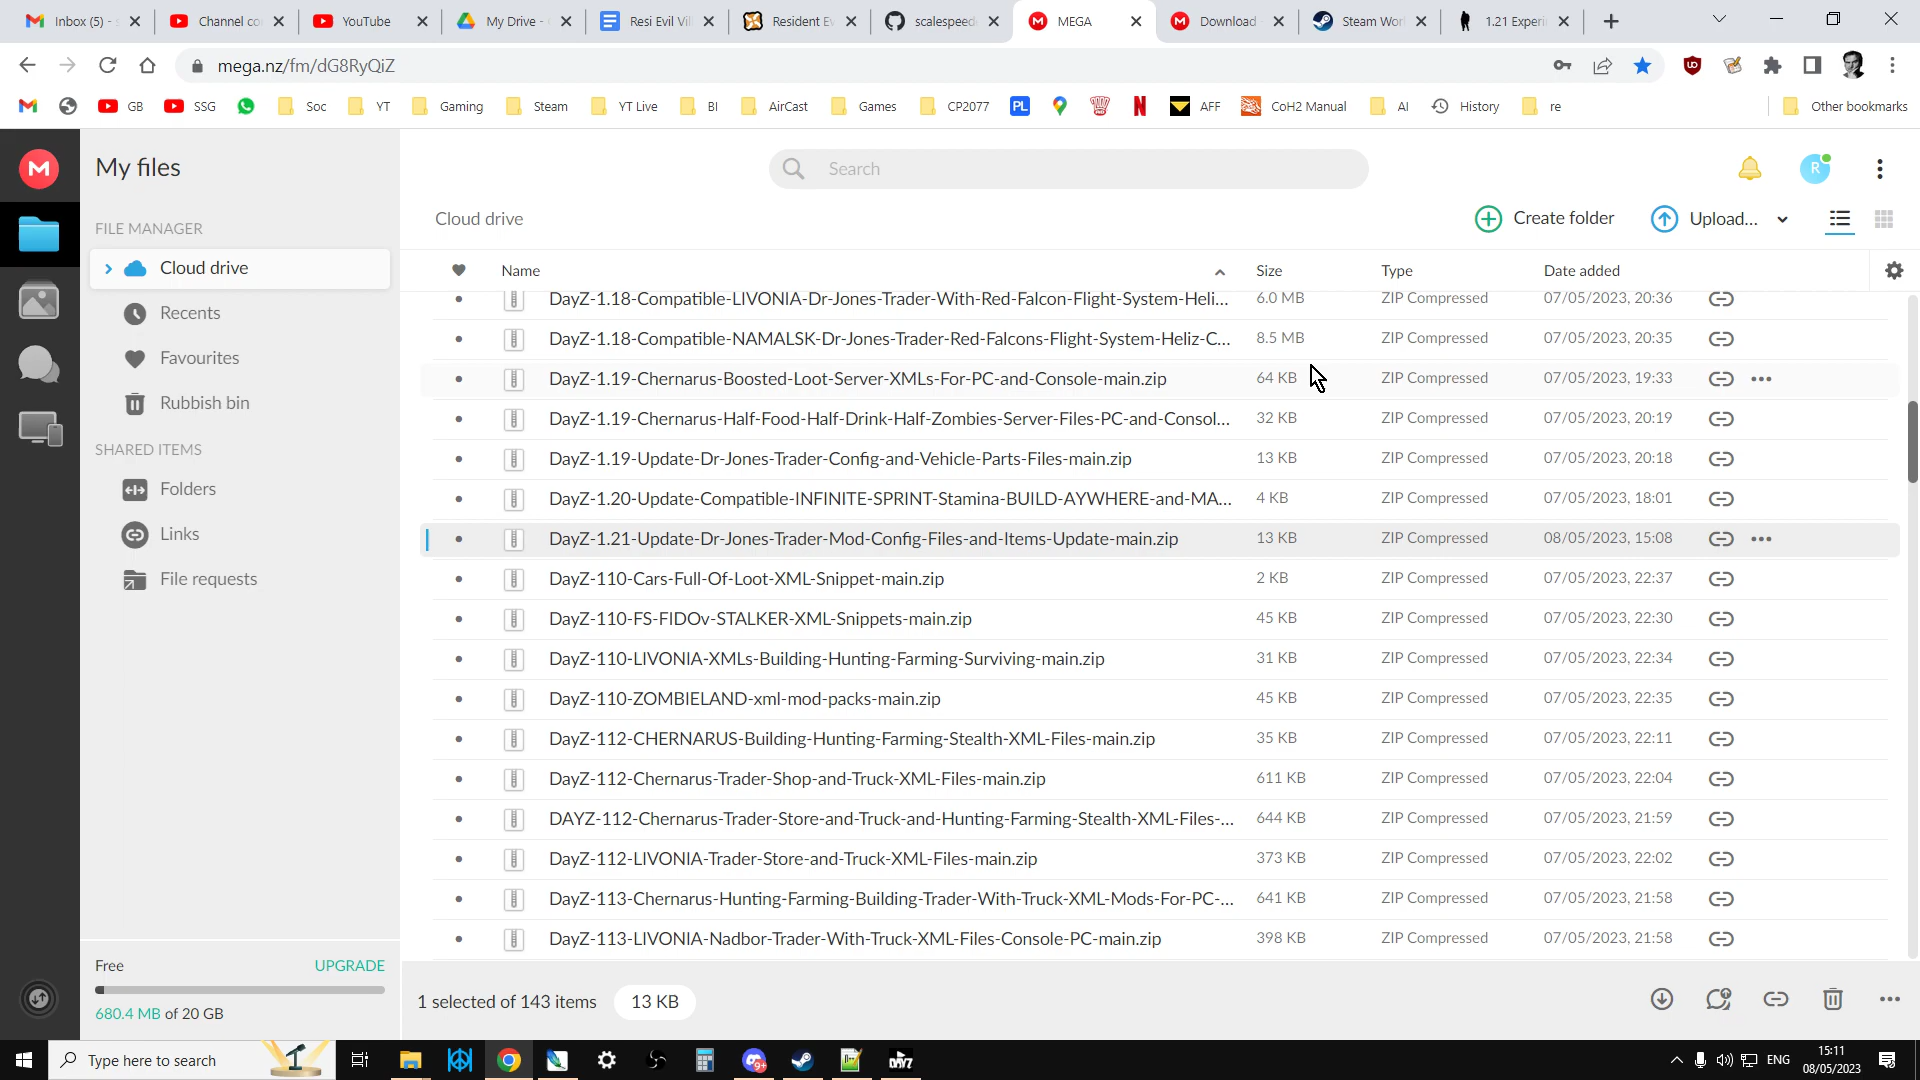 Inbox (5) -
Channel co
YouTube
My Drive -
Resi Evil Vill
Resident Ev
scalespeed
MEGA
Download
Steam Wor
1.21 Experi
mega.nz/fm/dG8RyQiZ
GB
SSG
Soc
YT
Gaming
Steam
YT Live
BI
AirCast
Games
CP2077
PL
AFF
CoH2 Manual
AI
History
re
Other bookmarks
My files
Search
R
FILE MANAGER
Cloud drive
Create folder
Upload...
Cloud drive
Name
Size
Type
Date added
Recents
Favourites
Rubbish bin
SHARED ITEMS
Folders
Links
File requests
DayZ-1.18-Compatible-LIVONIA-Dr-Jones-Trader-With-Red-Falcon-Flight-System-Heli... 6.0 MB ZIP Compressed 07/05/2023, 20:36
DayZ-1.18-Compatible-NAMALSK-Dr-Jones-Trader-Red-Falcons-Flight-System-Heliz-C... 8.5 MB ZIP Compressed 07/05/2023, 20:35
DayZ-1.19-Chernarus-Boosted-Loot-Server-XMLs-For-PC-and-Console-main.zip 64 KB ZIP Compressed 07/05/2023, 19:33
DayZ-1.19-Chernarus-Half-Food-Half-Drink-Half-Zombies-Server-Files-PC-and-Consol... 32 KB ZIP Compressed 07/05/2023, 20:19
DayZ-1.19-Update-Dr-Jones-Trader-Config-and-Vehicle-Parts-Files-main.zip 13 KB ZIP Compressed 07/05/2023, 20:18
DayZ-1.20-Update-Compatible-INFINITE-SPRINT-Stamina-BUILD-AYWHERE-and-MA... 4 KB ZIP Compressed 07/05/2023, 18:01
DayZ-1.21-Update-Dr-Jones-Trader-Mod-Config-Files-and-Items-Update-main.zip 13 KB ZIP Compressed 08/05/2023, 15:08
DayZ-110-Cars-Full-Of-Loot-XML-Snippet-main.zip 2 KB ZIP Compressed 07/05/2023, 22:37
DayZ-110-FS-FIDOv-STALKER-XML-Snippets-main.zip 45 KB ZIP Compressed 07/05/2023, 22:30
DayZ-110-LIVONIA-XMLs-Building-Hunting-Farming-Surviving-main.zip 31 KB ZIP Compressed 07/05/2023, 22:34
DayZ-110-ZOMBIELAND-xml-mod-packs-main.zip 45 KB ZIP Compressed 07/05/2023, 22:35
DayZ-112-CHERNARUS-Building-Hunting-Farming-Stealth-XML-Files-main.zip 35 KB ZIP Compressed 07/05/2023, 22:11
DayZ-112-Chernarus-Trader-Shop-and-Truck-XML-Files-main.zip 611 KB ZIP Compressed 07/05/2023, 22:04
DAYZ-112-Chernarus-Trader-Store-and-Truck-and-Hunting-Farming-Stealth-XML-Files-... 644 KB ZIP Compressed 07/05/2023, 21:59
DayZ-112-LIVONIA-Trader-Store-and-Truck-XML-Files-main.zip 373 KB ZIP Compressed 07/05/2023, 22:02
DayZ-113-Chernarus-Hunting-Farming-Building-Trader-With-Truck-XML-Mods-For-PC-... 641 KB ZIP Compressed 07/05/2023, 21:58
DayZ-113-LIVONIA-Nadbor-Trader-With-Truck-XML-Files-Console-PC-main.zip 398 KB ZIP Compressed 07/05/2023, 21:58
Free
UPGRADE
680.4 MB of 20 GB
1 selected of 143 items
13 KB
Type here to search
DAYZ
ENG
15:11
08/05/2023